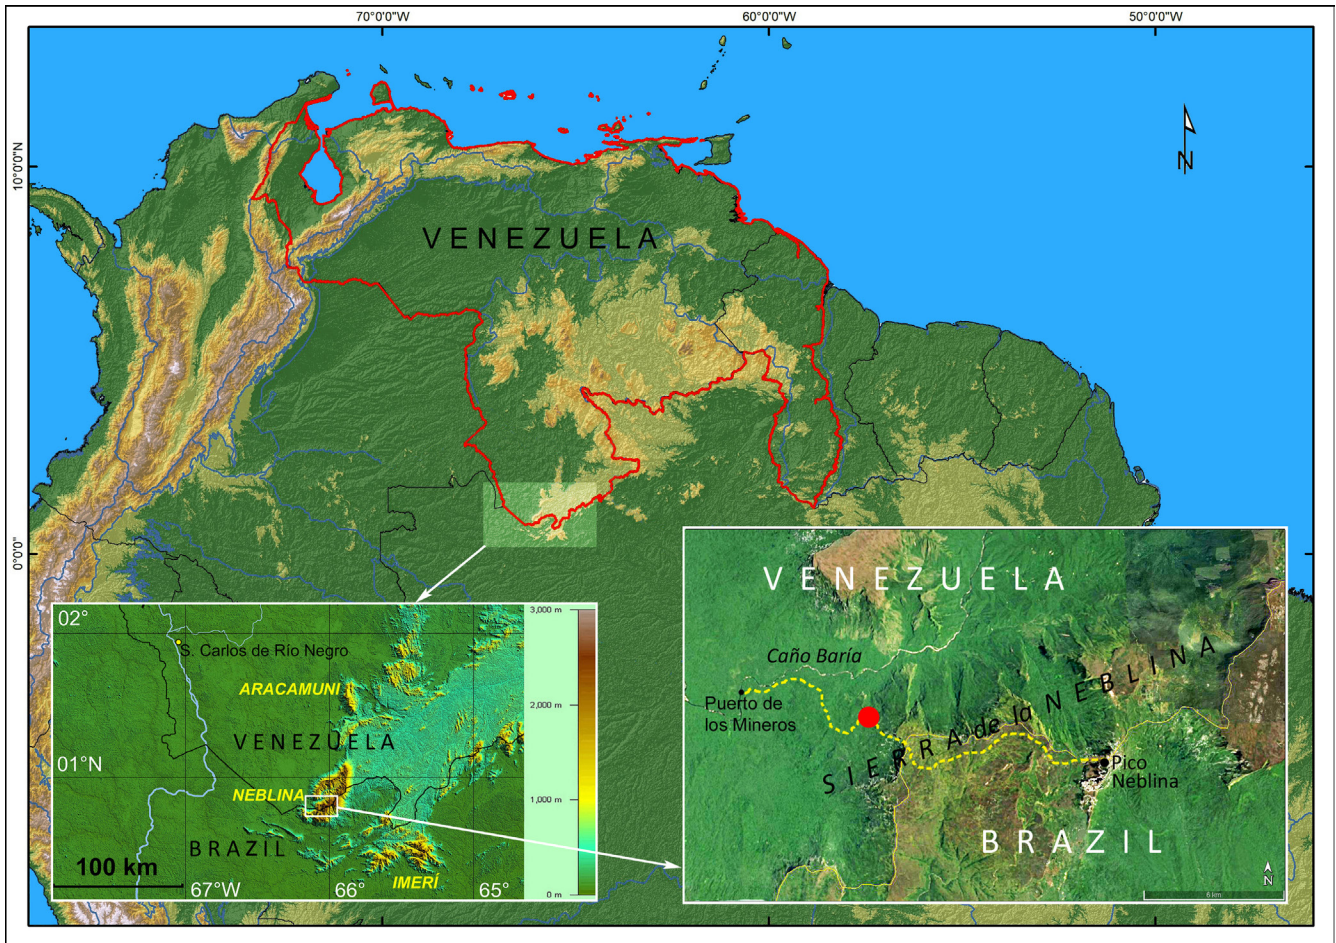 70°0'0"W
60°0'0"W
50°0'0"W
10°0'0"N
0°0'0"
N
VENEZUELA
02°
S. Carlos de Río Negro
ARACAMUNI
VENEZUELA
01°N
NEBLINA
BRAZIL
100 km
IMERÍ
67°W
66°
65°
3,000 m
2,000 m
1,000 m
0 m
VENEZUELA
Caño Baría
Puerto de
los Mineros
SIERRA de la NEBLINA
Pico
Neblina
BRAZIL
N
6 km